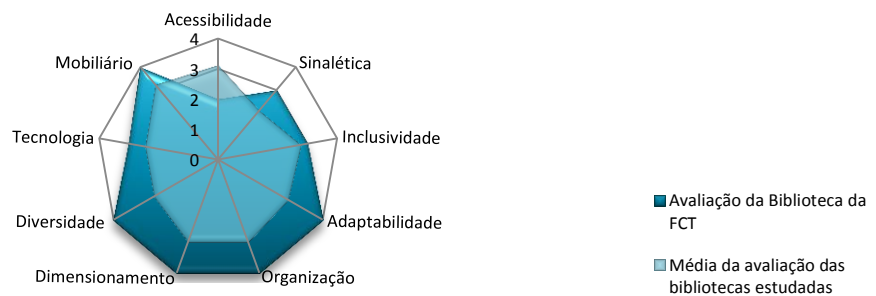 Acessibilidade
4
Mobiliário
Sinalética
3
2
Tecnologia
1
Inclusividade
0
Diversidade
Adaptabilidade
Dimensionamento
Organização
Avaliação da Biblioteca da
FCT
Média da avaliação das
bibliotecas estudadas